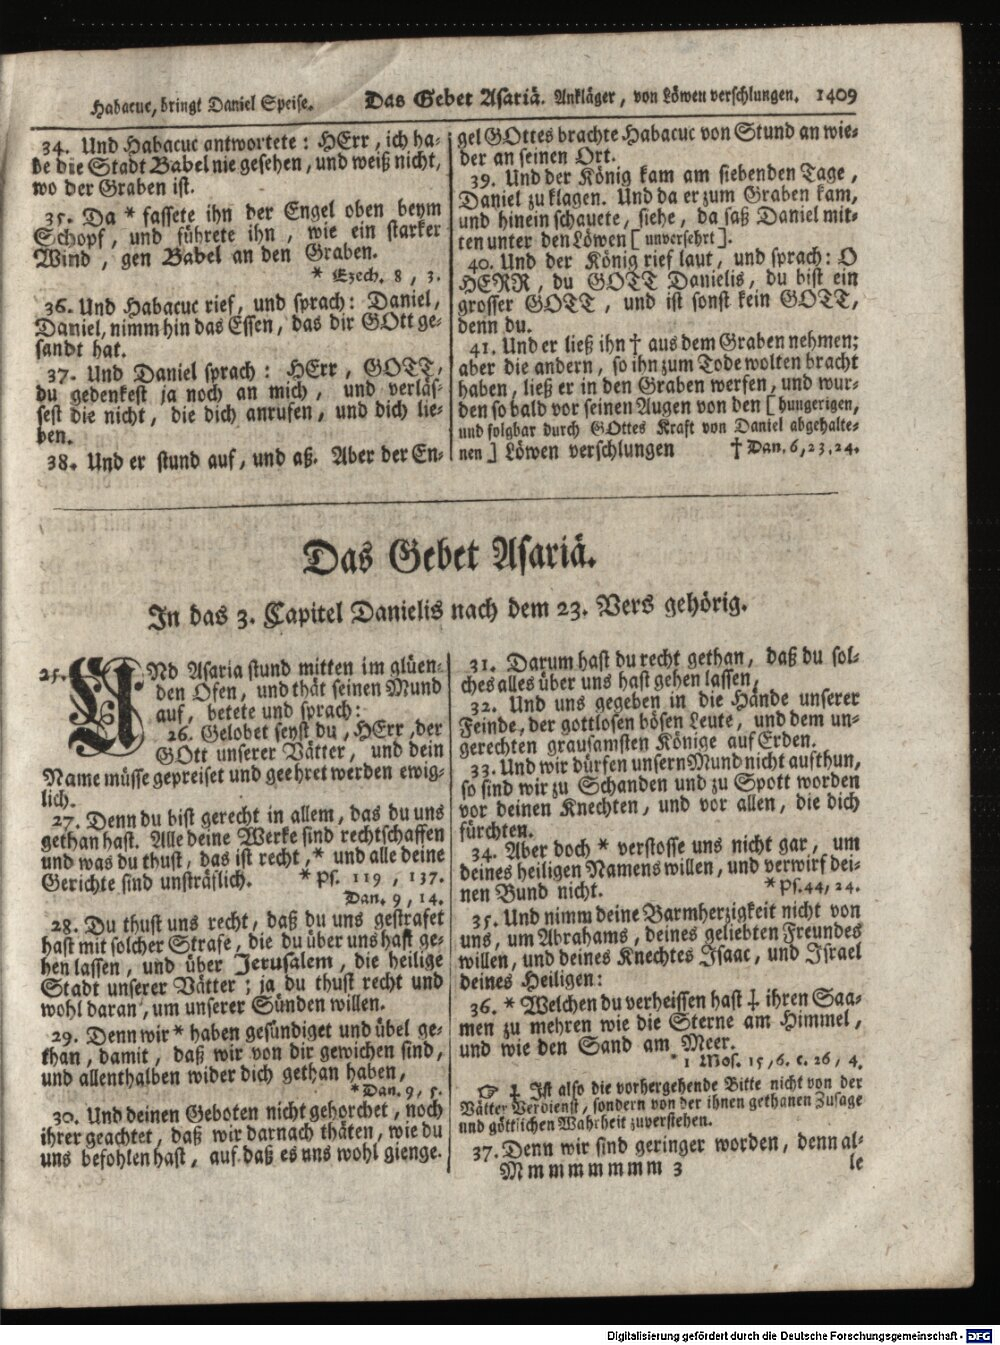 Habacuc, bringt Daniel Speise. Das Gebet Asariä. Ankläger, von Löwen verschlungen. 1409
34. Und Habacuc antwortete: HErr, ich ha-
be die Stadt Babel nie gesehen, und weiß nicht,
wo der Graben ist.
35. Da * fassete ihn der Engel oben beym
Schopf, und führete ihn, wie ein starker
Wind, gen Babel an den Graben.
* Ezech. 8, 3.
36. Und Habacuc rief, und sprach: Daniel,
Daniel, nimm hin das Essen, das dir GOtt ge-
sandt hat.
37. Und Daniel sprach: HErr, GOTT,
du gedenkest ja noch an mich, und verläs-
sest die nicht, die dich anrufen, und dich lie-
ben.
38. Und er stund auf, und aß. Aber der En-
gel GOttes brachte Habacuc von Stund an wie-
der an seinen Ort.
39. Und der König kam am siebenden Tage,
Daniel zu klagen. Und da er zum Graben kam,
und hinein schauete, siehe, da saß Daniel mit-
ten unter den Löwen [ unversehrt ].
40. Und der König rief laut, und sprach: O
HERR, du GOTT Danielis, du bist ein
grosser GOTT, und ist sonst kein GOTT,
denn du.
41. Und er ließ ihn † aus dem Graben nehmen;
aber die andern, so ihn zum Tode wolten bracht
haben, ließ er in den Graben werfen, und wur-
den so bald vor seinen Augen von den [ hungerigen,
und folgbar durch GOttes Kraft von Daniel abgehalte-
nen ] Löwen verschlungen † Dan. 6, 23. 24.
Das Gebet Asariä.
In das 3. Capitel Danielis nach dem 23. Vers gehörig.
25. UNd Asaria stund mitten im glüen-
den Ofen, und thät seinen Mund
auf, betete und sprach:
26. Gelobet seyst du, HErr, der
GOtt unserer Vätter, und dein
Name müsse gepreiset und geehret werden ewig-
lich.
27. Denn du bist gerecht in allem, das du uns
gethan hast. Alle deine Werke sind rechtschaffen
und was du thust, das ist recht, * und alle deine
Gerichte sind unsträflich. * Ps. 119, 137.
Dan. 9, 14.
28. Du thust uns recht, daß du uns gestrafet
hast mit solcher Strafe, die du über uns hast ge-
hen lassen, und über Jerusalem, die heilige
Stadt unserer Vätter; ja du thust recht und
wohl daran, um unserer Sünden willen.
29. Denn wir * haben gesündiget und übel ge-
than, damit, daß wir von dir gewichen sind,
und allenthalben wider dich gethan haben,
* Dan. 9, 5.
30. Und deinen Geboten nicht gehorchet, noch
ihrer geachtet, daß wir darnach thäten, wie du
uns befohlen hast, auf daß es uns wohl gienge.
31. Darum hast du recht gethan, daß du sol-
ches alles über uns hast gehen lassen,
32. Und uns gegeben in die Hände unserer
Feinde, der gottlosen bösen Leute, und dem un-
gerechten grausamsten Könige auf Erden.
33. Und wir dürfen unsern Mund nicht aufthun,
so sind wir zu Schanden und zu Spott worden
vor deinen Knechten, und vor allen, die dich
fürchten.
34. Aber doch * verstosse uns nicht gar, um
deines heiligen Namens willen, und verwirf dei-
nen Bund nicht. * Ps. 44, 24.
35. Und nimm deine Barmherzigkeit nicht von
uns, um Abrahams, deines geliebten Freundes
willen, und deines Knechtes Isaac, und Israel
deines Heiligen:
36. * Welchen du verheissen hast ‡ ihren Saa-
men zu mehren wie die Sterne am Himmel,
und wie den Sand am Meer.
* 1 Mos. 15, 6. c. 26, 4.
☞ ‡ Ist also die vorhergehende Bitte nicht von der
Vätter Verdienst, sondern von der ihnen gethanen Zusage
und göttlichen Wahrheit zuverstehen.
37. Denn wir sind geringer worden, denn al-
Mmmmmmmm 3 le
Digitalisierung gefördert durch die Deutsche Forschungsgemeinschaft - DFG